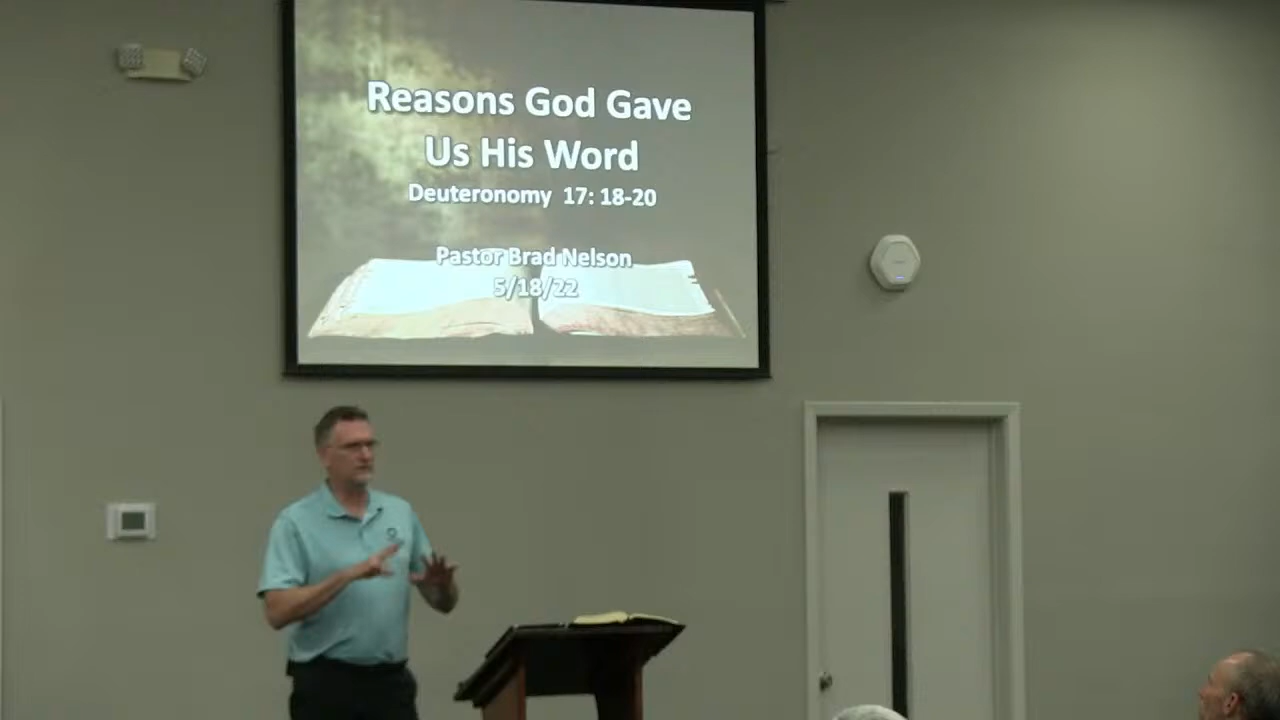 Reasons God Gave
Us His Word
Deuteronomy 17: 18-20
Pastor Brad Nelson
5/18/22